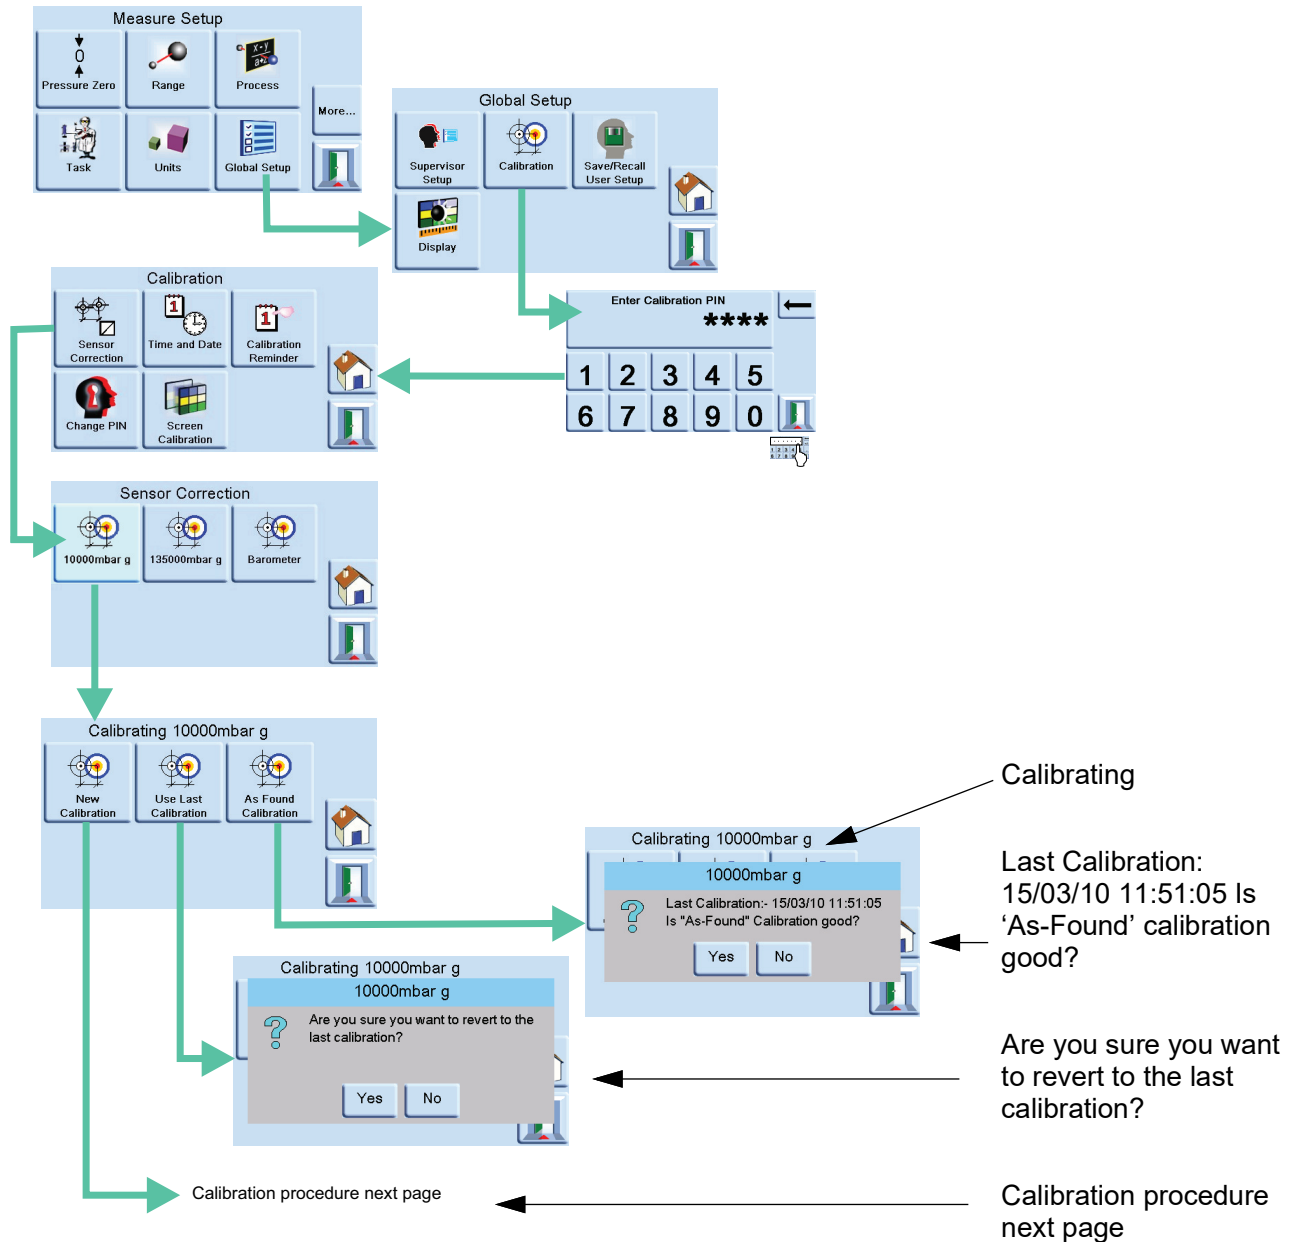 Measure Setup
Pressure Zero
Range
Process
More...
Task
Units
Global Setup
Global Setup
Supervisor
Setup
Calibration
Save/Recall
User Setup
Display
Enter Calibration PIN
****
1 2 3 4 5
6 7 8 9 0
Calibration
Sensor
Correction
Time and Date
Calibration
Reminder
Change PIN
Screen
Calibration
Sensor Correction
10000mbar g
135000mbar g
Barometer
Calibrating 10000mbar g
New
Calibration
Use Last
Calibration
As Found
Calibration
Calibrating 10000mbar g
10000mbar g
Last Calibration:- 15/03/10 11:51:05
Is "As-Found" Calibration good?
Yes
No
Calibrating 10000mbar g
10000mbar g
Are you sure you want to revert to the
last calibration?
Yes
No
Calibration procedure next page
Calibrating
Last Calibration:
15/03/10 11:51:05 Is
‘As-Found’ calibration
good?
Are you sure you want
to revert to the last
calibration?
Calibration procedure
next page